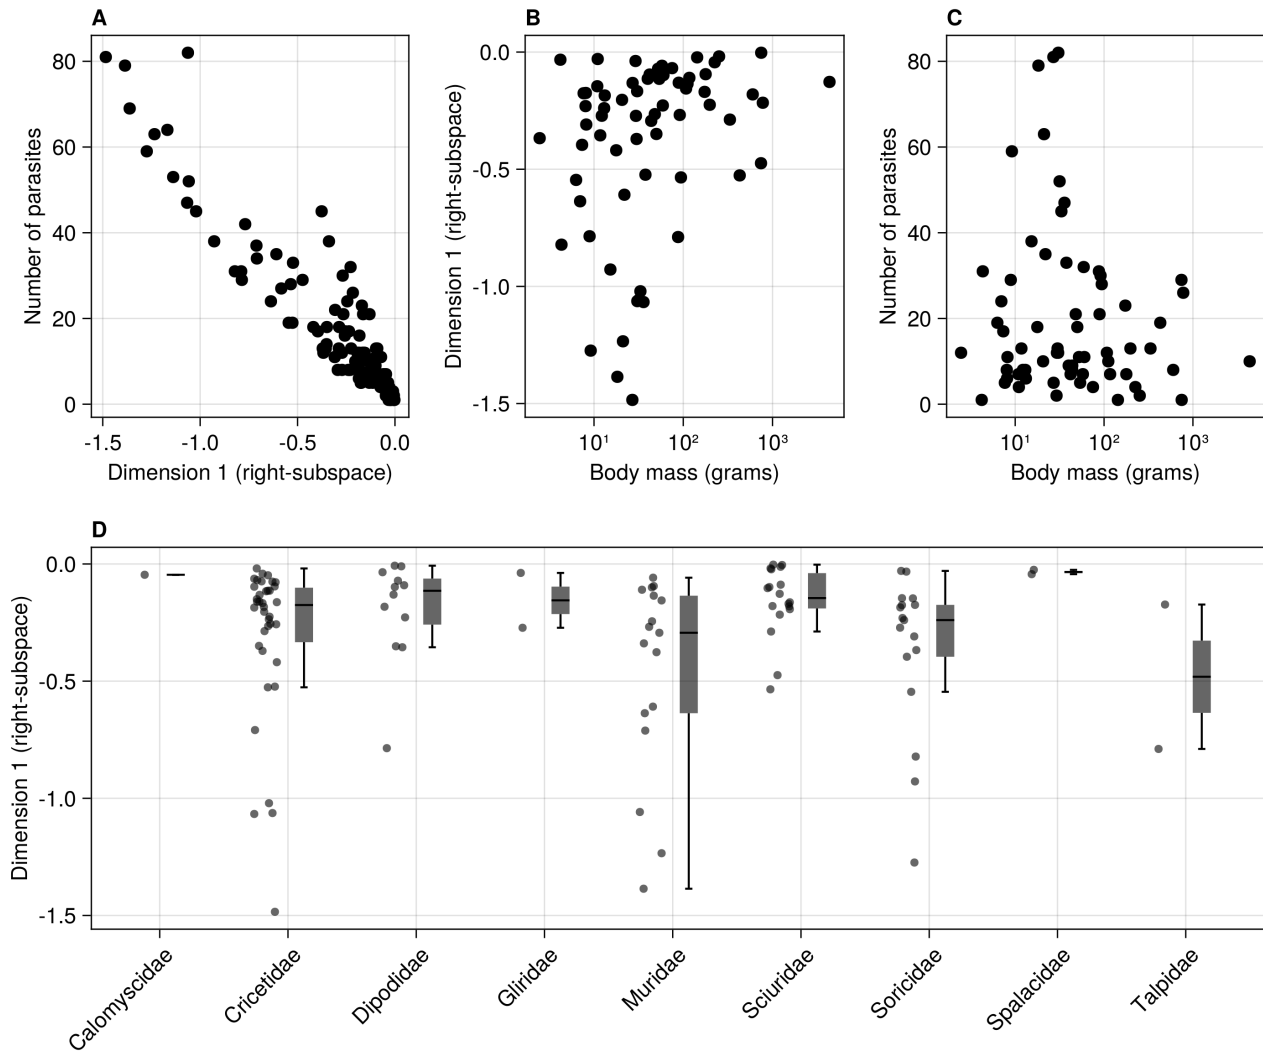 A
B
C
Number of parasites
80
60
40
20
0
-1.5
-1.0
-0.5
0.0
Dimension 1 (right-subspace)
Dimension 1 (right-subspace)
0.0
-0.5
-1.0
-1.5
10¹
10²
10³
Body mass (grams)
Number of parasites
80
60
40
20
0
10¹
10²
10³
Body mass (grams)
D
Dimension 1 (right-subspace)
0.0
-0.5
-1.0
-1.5
Calomyscidae
Cricetidae
Dipodidae
Gliridae
Muridae
Sciuridae
Soricidae
Spalacidae
Talpidae